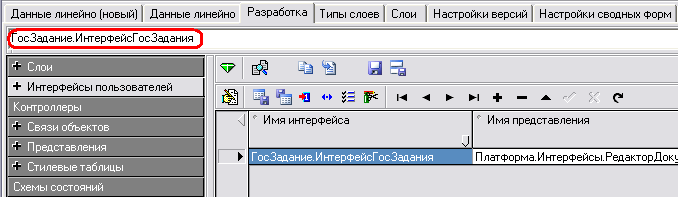 Данные линейно (новый) Данные линейно Разработка Типы слоев Слои Настройки версий Настройки сводных форм
ГосЗадание.ИнтерфейсГосЗадания
+ Слои
+ Интерфейсы пользователей
Контроллеры
+ Связи объектов
+ Представления
+ Стилевые таблицы
Схемы состояний
Имя интерфейса Имя представления
ГосЗадание.ИнтерфейсГосЗадания Платформа.Интерфейсы.РедакторДоку